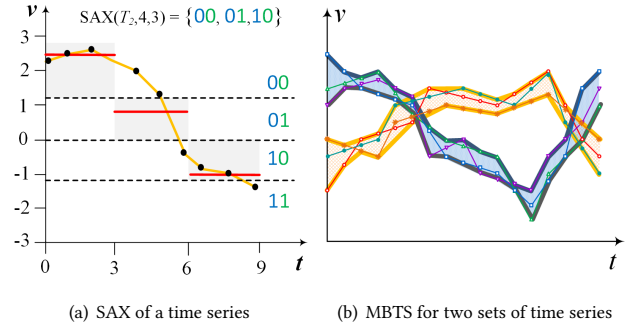 v
SAX(T₂,4,3) = {00, 01,10}
3
2
1
0
-1
-2
-3
00
01
10
11
0
3
6
9
t
v
t
(a) SAX of a time series
(b) MBTS for two sets of time series